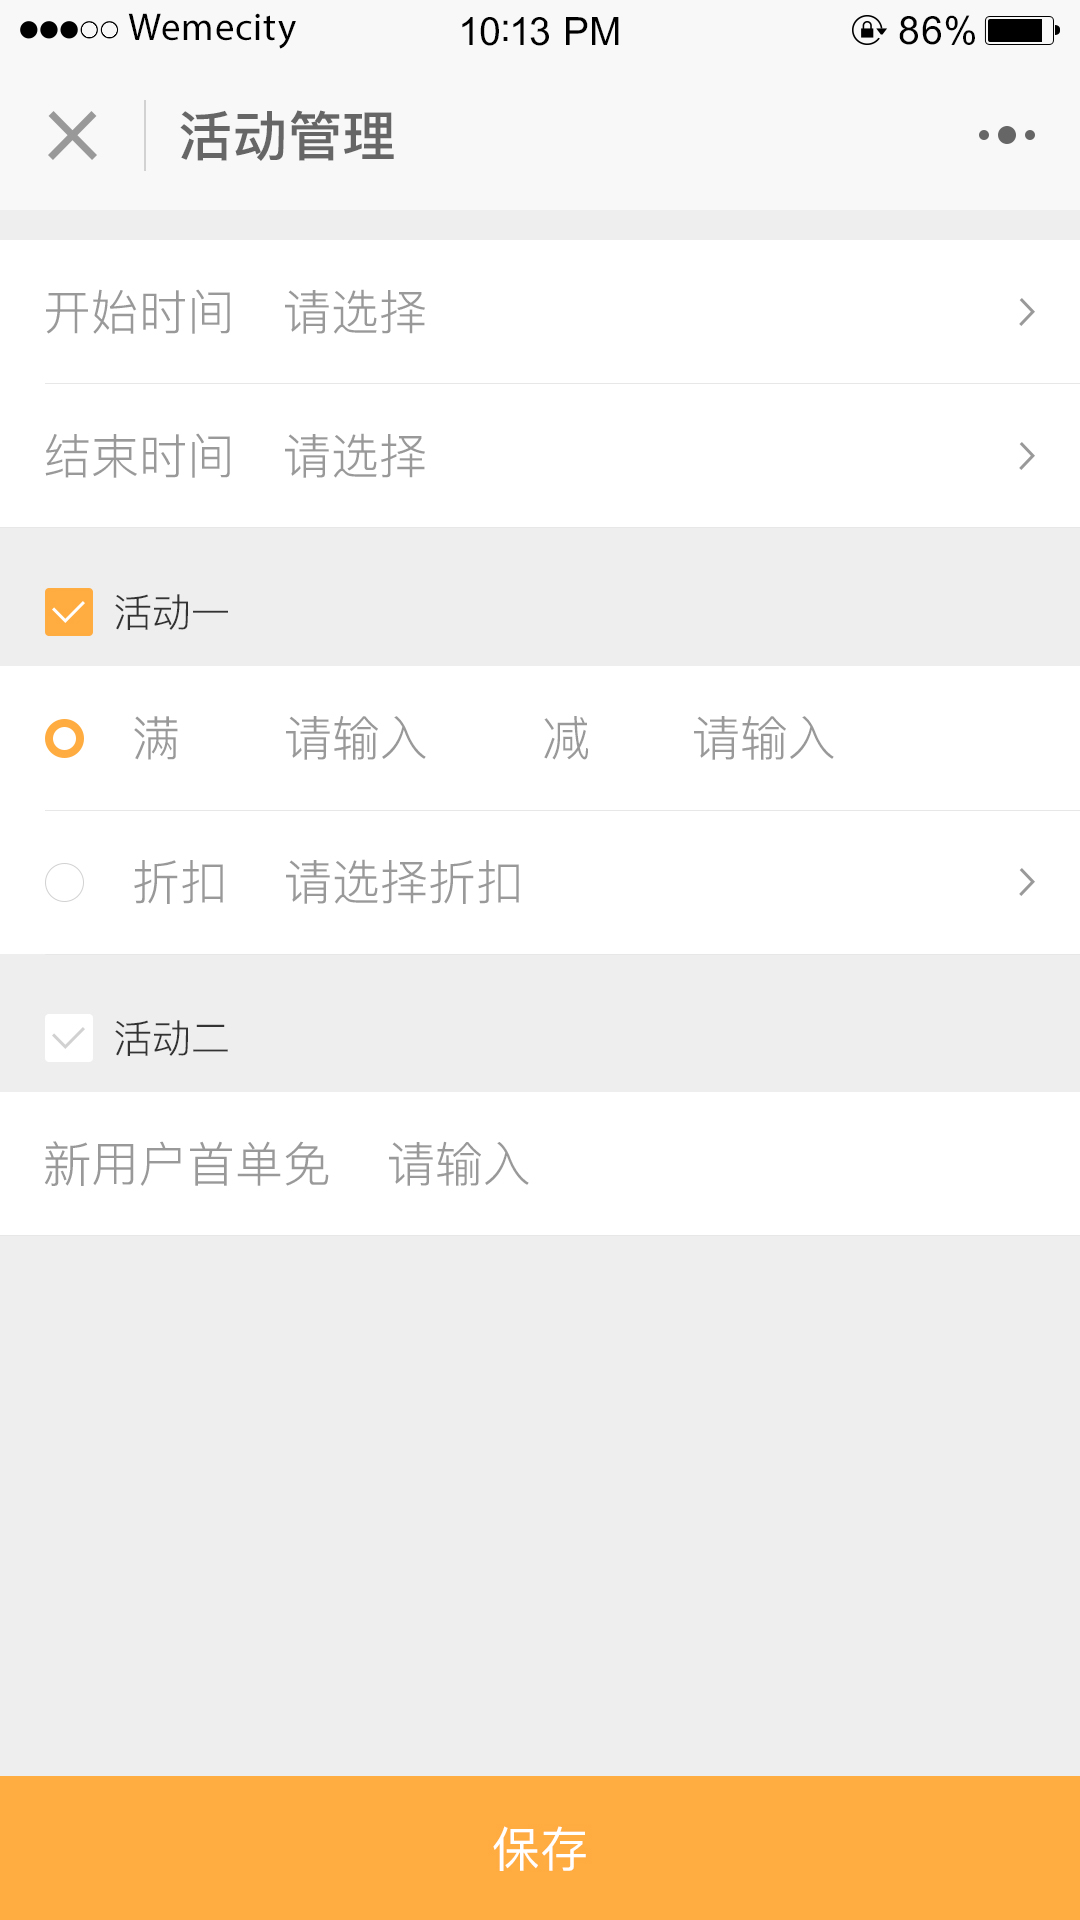 Wemecity 10:13 PM 86%
活动管理
开始时间 请选择
结束时间 请选择
活动一
满 请输入 减 请输入
折扣 请选择折扣
活动二
新用户首单免 请输入
保存